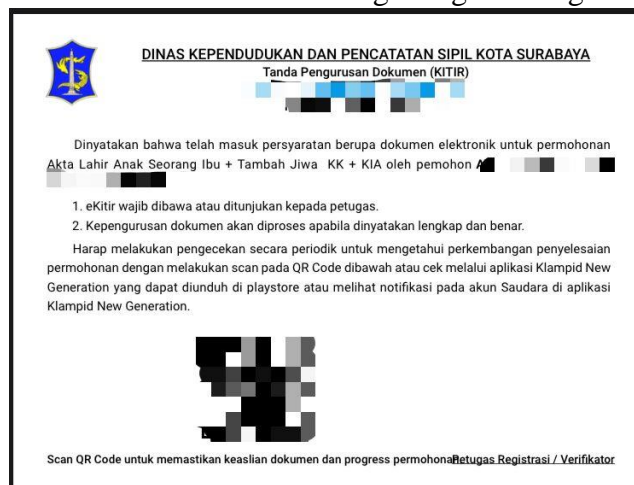 DINAS KEPENDUDUKAN DAN PENCATATAN SIPIL KOTA SURABAYA
Tanda Pengurusan Dokumen (KITIR)
Dinyatakan bahwa telah masuk persyaratan berupa dokumen elektronik untuk permohonan
Akta Lahir Anak Seorang Ibu + Tambah Jiwa KK + KIA oleh pemohon
1. eKitir wajib dibawa atau ditunjukan kepada petugas.
2. Kepengurusan dokumen akan diproses apabila dinyatakan lengkap dan benar.
Harap melakukan pengecekan secara periodik untuk mengetahui perkembangan penyelesaian
permohonan dengan melakukan scan pada QR Code dibawah atau cek melalui aplikasi Klampid New
Generation yang dapat diunduh di playstore atau melihat notifikasi pada akun Saudara di aplikasi
Klampid New Generation.
Scan QR Code untuk memastikan keaslian dokumen dan progress permohonan
Petugas Registrasi / Verifikator